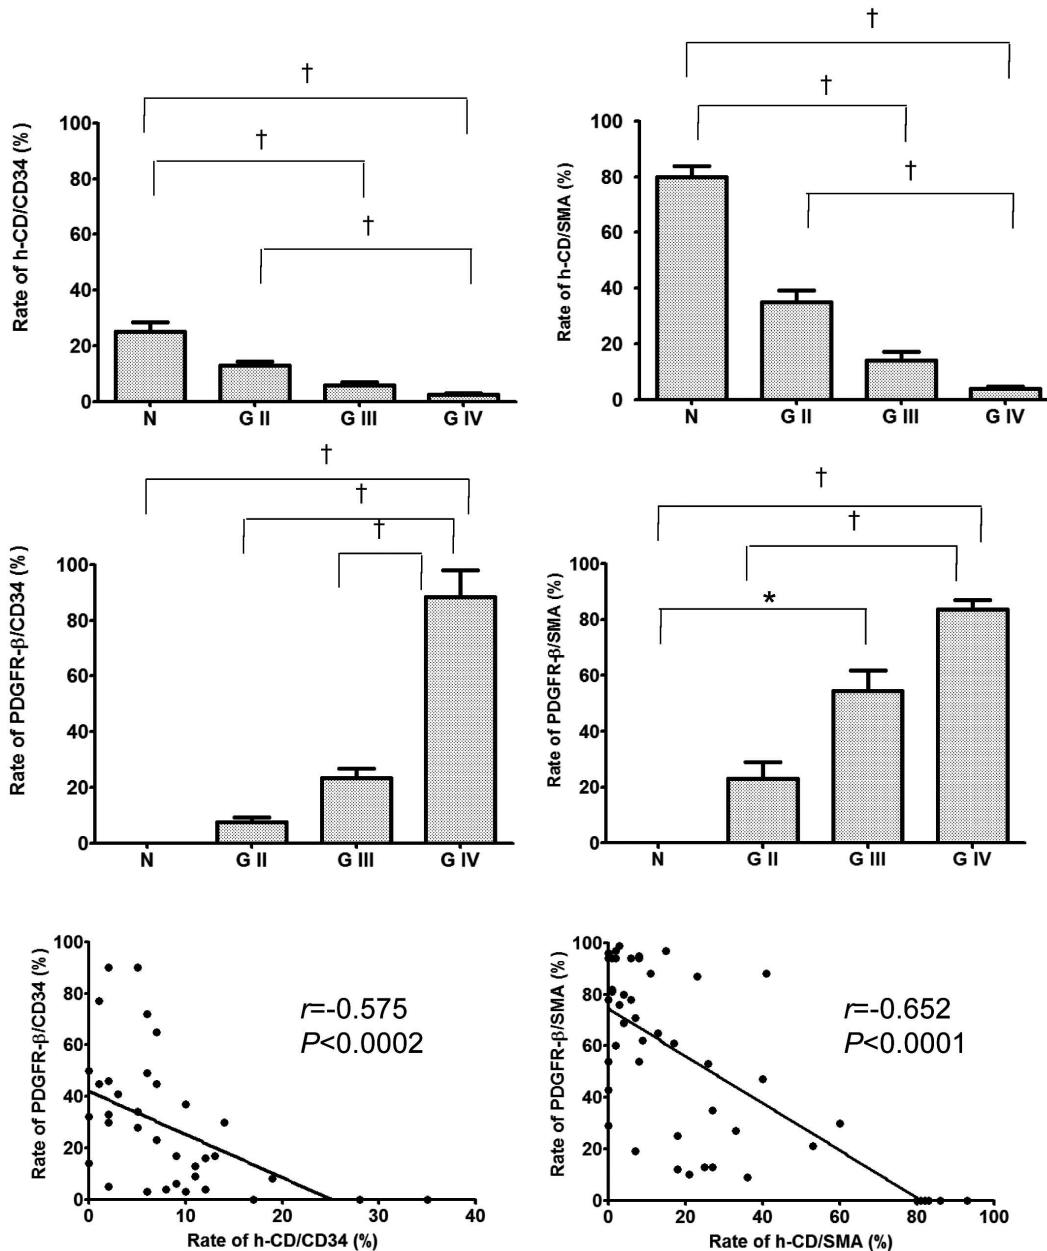 †
†
†
Rate of h-CD/CD34 (%)
100
80
60
40
20
0
N G II G III G IV
†
†
†
Rate of h-CD/SMA (%)
100
80
60
40
20
0
N G II G III G IV
†
†
†
Rate of PDGFR-β/CD34 (%)
100
80
60
40
20
0
N G II G III G IV
†
†
*
Rate of PDGFR-β/SMA (%)
100
80
60
40
20
0
N G II G III G IV
Rate of PDGFR-β/CD34 (%)
100
80
60
40
20
0
r=-0.575
P<0.0002
0 10 20 30 40
Rate of h-CD/CD34 (%)
Rate of PDGFR-β/SMA (%)
100
80
60
40
20
0
r=-0.652
P<0.0001
0 20 40 60 80 100
Rate of h-CD/SMA (%)